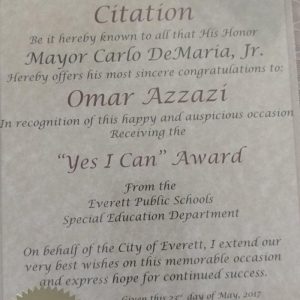 Citation
Be it hereby known to all that His Honor
Mayor Carlo DeMaria, Jr.
Hereby offers his most sincere congratulations to:
Omar Azzazi
In recognition of this happy and auspicious occasion
Receiving the
"Yes I Can" Award
From the
Everett Public Schools
Special Education Department
On behalf of the City of Everett, I extend our
very best wishes on this memorable occasion
and express hope for continued success.
Given this 23rd day of May, 2017